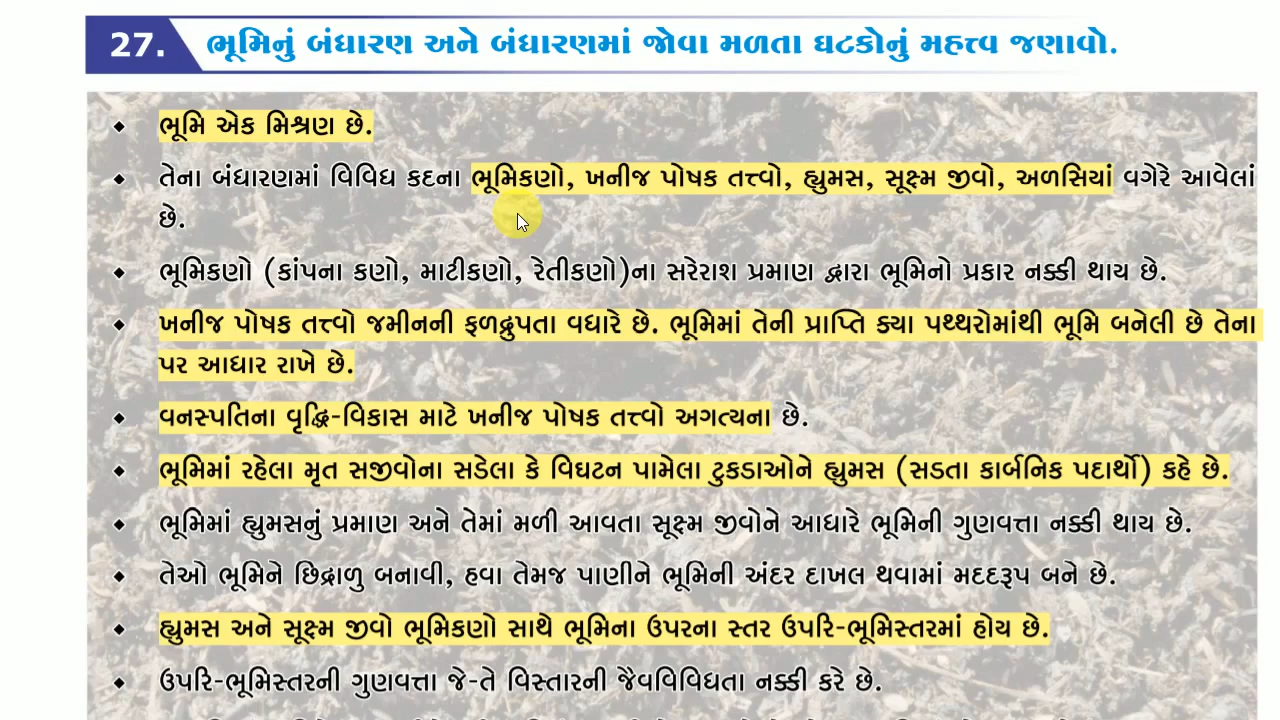 27. ભૂમિનું બંધારણ અને બંધારણમાં જોવા મળતા ઘટકોનું મહત્ત્વ જણાવો.
ભૂમિ એક મિશ્રણ છે.
તેના બંધારણમાં વિવિધ કદના ભૂમિકણો, ખનીજ પોષક તત્ત્વો, હ્યુમસ, સૂક્ષ્મ જીવો, અળસિયાં વગેરે આવેલાં
છે.
ભૂમિકણો (કાંપના કણો, માટીકણો, રેતીકણો)ના સરેરાશ પ્રમાણ દ્વારા ભૂમિનો પ્રકાર નક્કી થાય છે.
ખનીજ પોષક તત્ત્વો જમીનની ફળદ્રુપતા વધારે છે. ભૂમિમાં તેની પ્રાપ્તિ ક્યા પથ્થરોમાંથી ભૂમિ બનેલી છે તેના
પર આધાર રાખે છે.
વનસ્પતિના વૃદ્ધિ-વિકાસ માટે ખનીજ પોષક તત્ત્વો અગત્યના છે.
ભૂમિમાં રહેલા મૃત સજીવોના સડેલા કે વિઘટન પામેલા ટુકડાઓને હ્યુમસ (સડતા કાર્બનિક પદાર્થો) કહે છે.
ભૂમિમાં હ્યુમસનું પ્રમાણ અને તેમાં મળી આવતા સૂક્ષ્મ જીવોને આધારે ભૂમિની ગુણવત્તા નક્કી થાય છે.
તેઓ ભૂમિને છિદ્રાળુ બનાવી, હવા તેમજ પાણીને ભૂમિની અંદર દાખલ થવામાં મદદરૂપ બને છે.
હ્યુમસ અને સૂક્ષ્મ જીવો ભૂમિકણો સાથે ભૂમિના ઉપરના સ્તર ઉપરિ-ભૂમિસ્તરમાં હોય છે.
ઉપરિ-ભૂમિસ્તરની ગુણવત્તા જે-તે વિસ્તારની જૈવવિવિધતા નક્કી કરે છે.